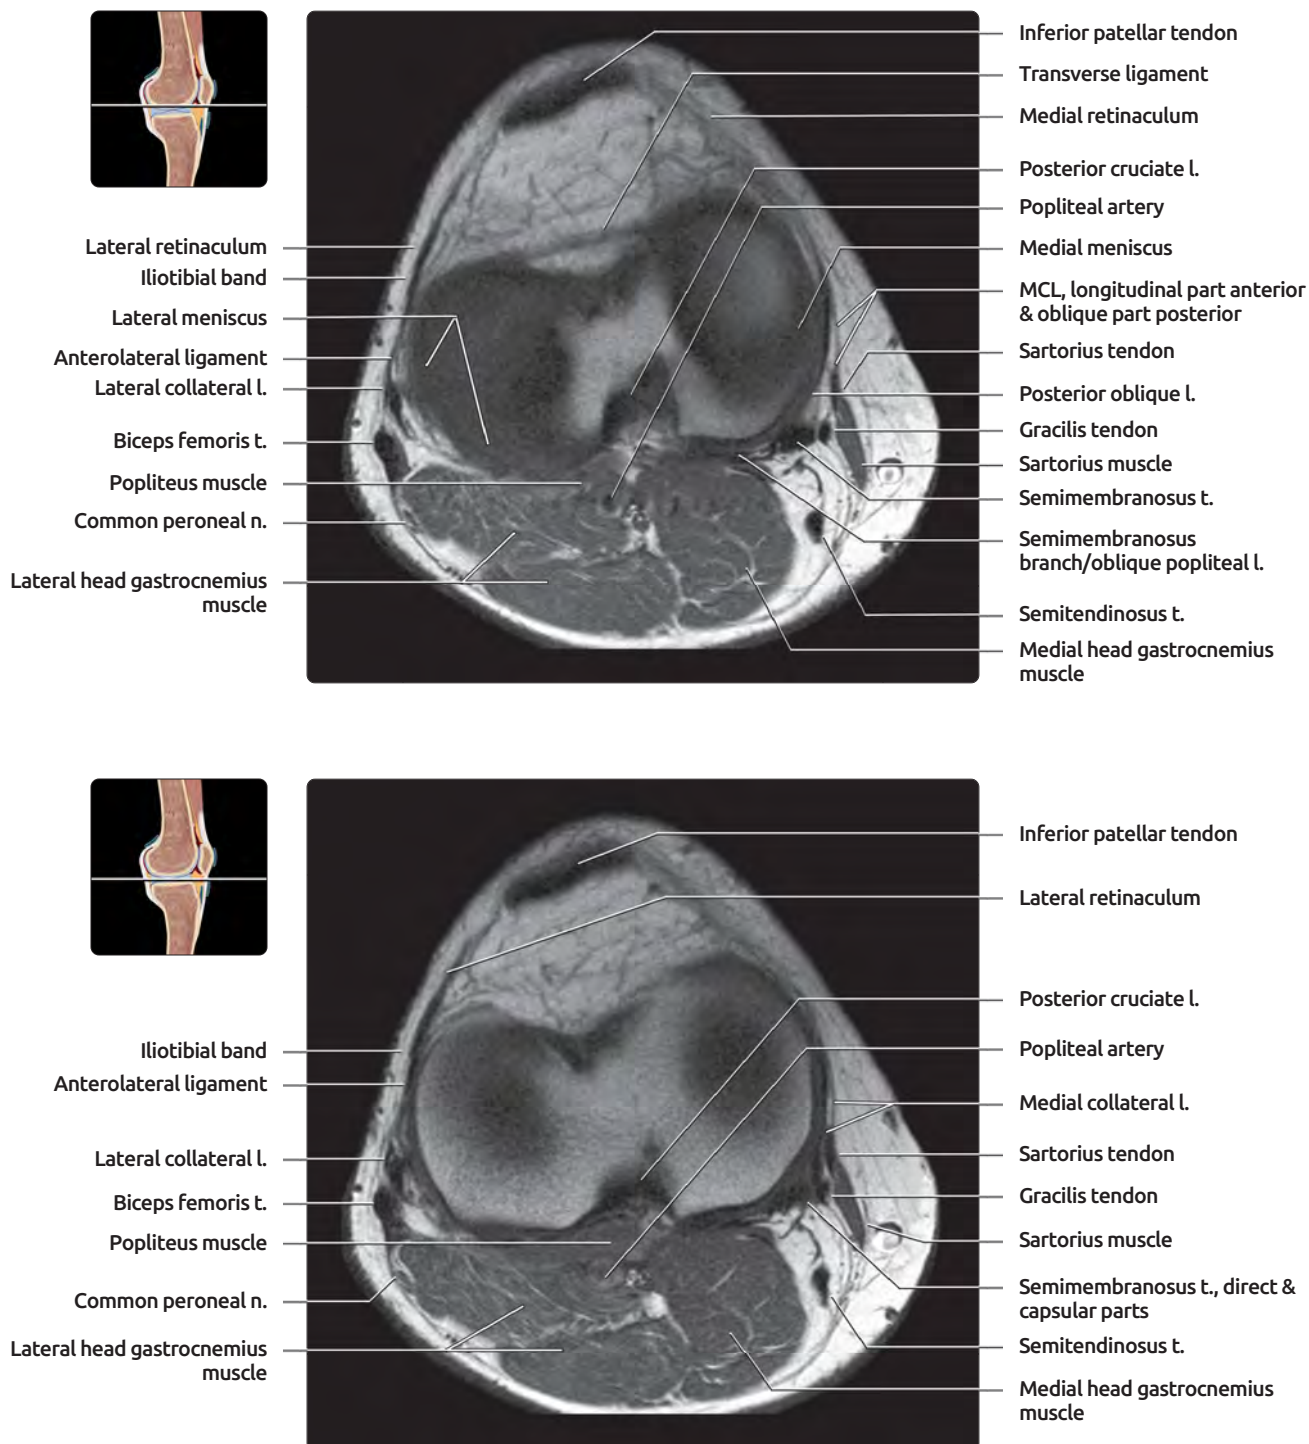 Inferior patellar tendon
Transverse ligament
Medial retinaculum
Posterior cruciate l.
Popliteal artery
Lateral retinaculum
Medial meniscus
Iliotibial band
MCL, longitudinal part anterior
& oblique part posterior
Lateral meniscus
Sartorius tendon
Anterolateral ligament
Lateral collateral l.
Posterior oblique l.
Gracilis tendon
Biceps femoris t.
Sartorius muscle
Popliteus muscle
Semimembranosus t.
Common peroneal n.
Semimembranosus
branch/oblique popliteal l.
Lateral head gastrocnemius
muscle
Semitendinosus t.
Medial head gastrocnemius
muscle
Inferior patellar tendon
Lateral retinaculum
Posterior cruciate l.
Iliotibial band
Popliteal artery
Anterolateral ligament
Medial collateral l.
Lateral collateral l.
Sartorius tendon
Biceps femoris t.
Gracilis tendon
Popliteus muscle
Sartorius muscle
Common peroneal n.
Semimembranosus t., direct &
capsular parts
Lateral head gastrocnemius
muscle
Semitendinosus t.
Medial head gastrocnemius
muscle